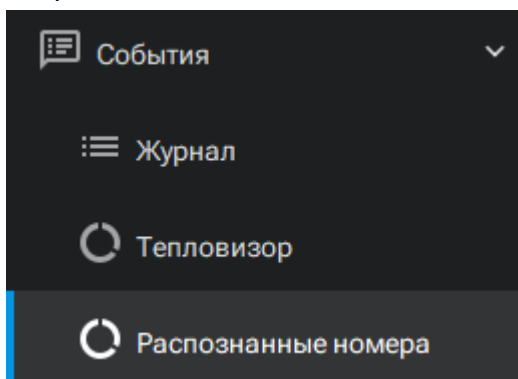 События
Журнал
Тепловизор
Распознанные номера